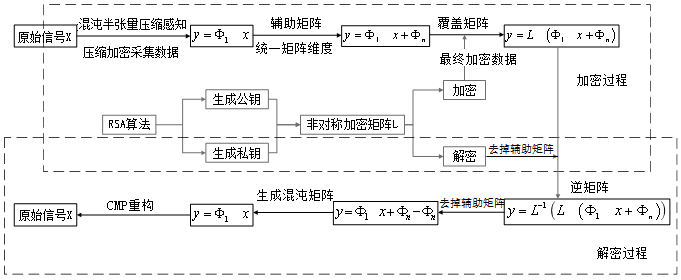 原始信号X
混沌半张量压缩感知
压缩加密采集数据
y=Φ₁ x
辅助矩阵
统一矩阵维度
y=Φ₁ x+Φₙ
覆盖矩阵
y=L (Φ₁ x+Φₙ)
最终加密数据
加密过程
RSA算法
生成公钥
生成私钥
非对称加密矩阵L
加密
解密
去掉辅助矩阵
逆矩阵
原始信号X
CMP重构
y=Φ₁ x
生成混沌矩阵
y=Φ₁ x+Φₙ-Φₙ
去掉辅助矩阵
y=L⁻¹(L (Φ₁ x+Φₙ))
解密过程